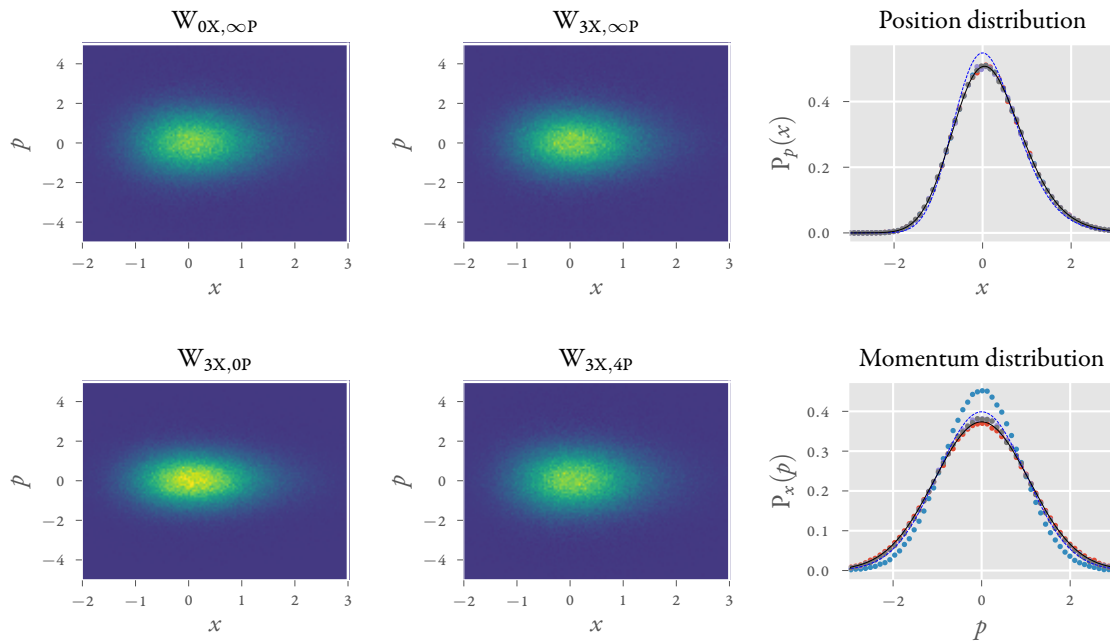 W₀ₓ,∞ₚ
4
2
0
−2
−4
p
−2 −1 0 1 2 3
x
W₃ₓ,∞ₚ
4
2
0
−2
−4
p
−2 −1 0 1 2 3
x
Position distribution
0.4
0.2
0.0
Pₚ(x)
−2 0 2
x
W₃ₓ,₀ₚ
4
2
0
−2
−4
p
−2 −1 0 1 2 3
x
W₃ₓ,₄ₚ
4
2
0
−2
−4
p
−2 −1 0 1 2 3
x
Momentum distribution
0.4
0.3
0.2
0.1
0.0
Pₓ(p)
−2 0 2
p